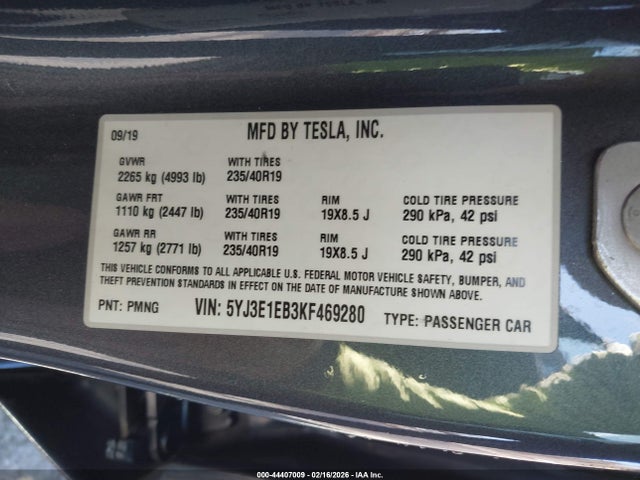 09/19 MFD BY TESLA, INC.
GVWR WITH TIRES
2265 kg (4993 lb) 235/40R19
GAWR FRT WITH TIRES RIM COLD TIRE PRESSURE
1110 kg (2447 lb) 235/40R19 19X8.5 J 290 kPa, 42 psi
GAWR RR WITH TIRES RIM COLD TIRE PRESSURE
1257 kg (2771 lb) 235/40R19 19X8.5 J 290 kPa, 42 psi
THIS VEHICLE CONFORMS TO ALL APPLICABLE U.S. FEDERAL MOTOR VEHICLE SAFETY, BUMPER, AND
THEFT PREVENTION STANDARDS IN EFFECT ON THE DATE OF MANUFACTURE SHOWN ABOVE.
PNT: PMNG VIN: 5YJ3E1EB3KF469280 TYPE: PASSENGER CAR
000-44407009 - 02/16/2026 - IAA Inc.